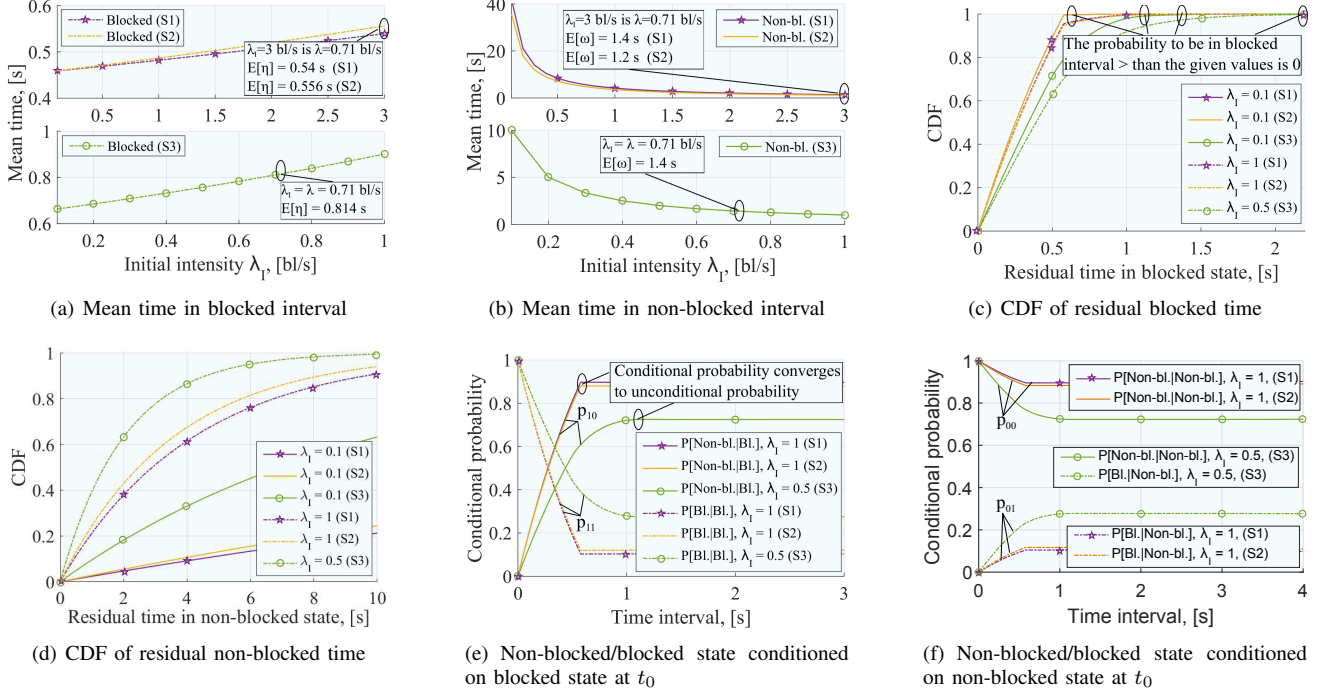 Mean time, [s]
0.6
0.5
0.4
Blocked (S1)
Blocked (S2)
λI=3 bl/s is λ=0.71 bl/s
E[η] = 0.54 s (S1)
E[η] = 0.556 s (S2)
0.5 1 1.5 2 2.5 3
1
0.8
0.6
Blocked (S3)
λI = λ = 0.71 bl/s
E[η] = 0.814 s
0.2 0.4 0.6 0.8 1
Initial intensity λI, [bl/s]
(a) Mean time in blocked interval
Mean time, [s]
40
20
0
λI=3 bl/s is λ=0.71 bl/s
E[ω] = 1.4 s (S1)
E[ω] = 1.2 s (S2)
Non-bl. (S1)
Non-bl. (S2)
0.5 1 1.5 2 2.5 3
10
5
0
λI= λ = 0.71 bl/s
E[ω] = 1.4 s
Non-bl. (S3)
0.2 0.4 0.6 0.8 1
Initial intensity λI, [bl/s]
(b) Mean time in non-blocked interval
CDF
1
0.8
0.6
0.4
0.2
0
The probability to be in blocked
interval > than the given values is 0
λI = 0.1 (S1)
λI = 0.1 (S2)
λI = 0.1 (S3)
λI = 1 (S1)
λI = 1 (S2)
λI = 0.5 (S3)
0 0.5 1 1.5 2
Residual time in blocked state, [s]
(c) CDF of residual blocked time
CDF
1
0.8
0.6
0.4
0.2
0
λI = 0.1 (S1)
λI = 0.1 (S2)
λI = 0.1 (S3)
λI = 1 (S1)
λI = 1 (S2)
λI = 0.5 (S3)
0 2 4 6 8 10
Residual time in non-blocked state, [s]
(d) CDF of residual non-blocked time
Conditional probability
1
0.8
0.6
0.4
0.2
0
Conditional probability converges
to unconditional probability
p10
p11
P[Non-bl.|Bl.], λI = 1 (S1)
P[Non-bl.|Bl.], λI = 1 (S2)
P[Non-bl.|Bl.], λI = 0.5 (S3)
P[Bl.|Bl.], λI = 1 (S1)
P[Bl.|Bl.], λI = 1 (S2)
P[Bl.|Bl.], λI = 0.5 (S3)
0 1 2 3
Time interval, [s]
(e) Non-blocked/blocked state conditioned
on blocked state at t0
Conditional probability
1
0.8
0.6
0.4
0.2
0
P[Non-bl.|Non-bl.], λI = 1, (S1)
P[Non-bl.|Non-bl.], λI = 1, (S2)
p00
P[Non-bl.|Non-bl.], λI = 0.5, (S3)
P[Bl.|Non-bl.], λI = 0.5, (S3)
p01
P[Bl.|Non-bl.], λI = 1, (S1)
P[Bl.|Non-bl.], λI = 1, (S2)
0 1 2 3 4
Time interval, [s]
(f) Non-blocked/blocked state conditioned
on non-blocked state at t0